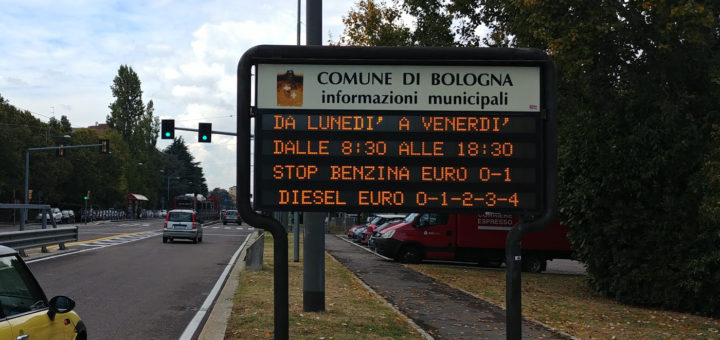 COMUNE DI BOLOGNA
informazioni municipali
DA LUNEDI' A VENERDI'
DALLE 8:30 ALLE 18:30
STOP BENZINA EURO 0-1
DIESEL EURO 0-1-2-3-4
CORRIERE
ESPRESSO